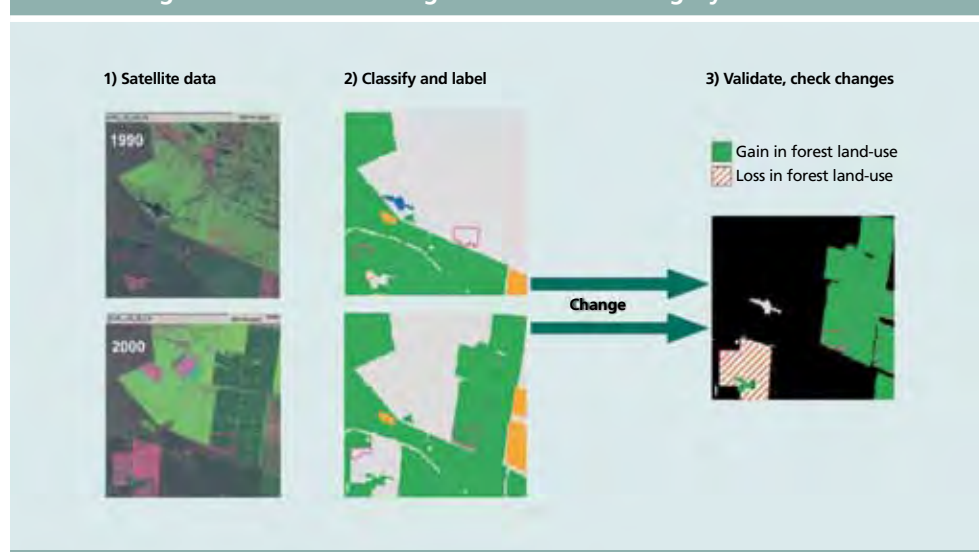 1) Satellite data
2) Classify and label
3) Validate, check changes
1990
Gain in forest land-use
Loss in forest land-use
Change
2000